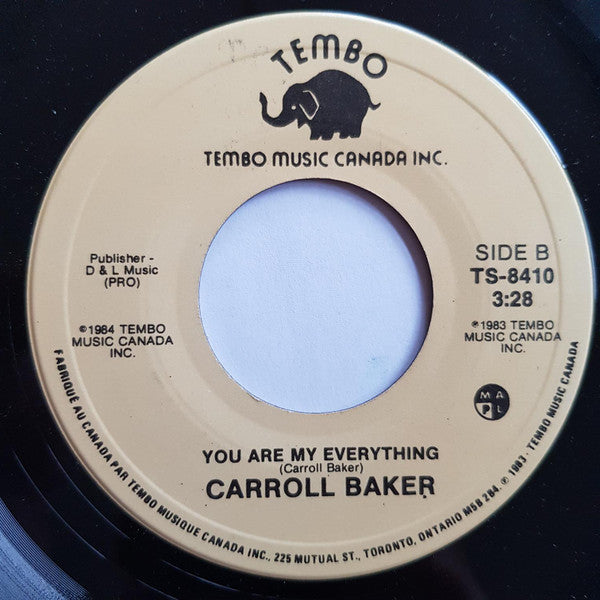 TEMBO
TEMBO MUSIC CANADA INC.
Publisher -
D & L Music
(PRO)
SIDE B
TS-8410
3:28
©1984 TEMBO
MUSIC CANADA
INC.
℗1983 TEMBO
MUSIC CANADA
INC.
M A
P L
YOU ARE MY EVERYTHING
(Carroll Baker)
CARROLL BAKER
FABRIQUÉ AU CANADA PAR TEMBO MUSIQUE CANADA INC., 225 MUTUAL ST., TORONTO, ONTARIO M5B 2B4. ℗ 1983 · TEMBO MUSIC CANADA